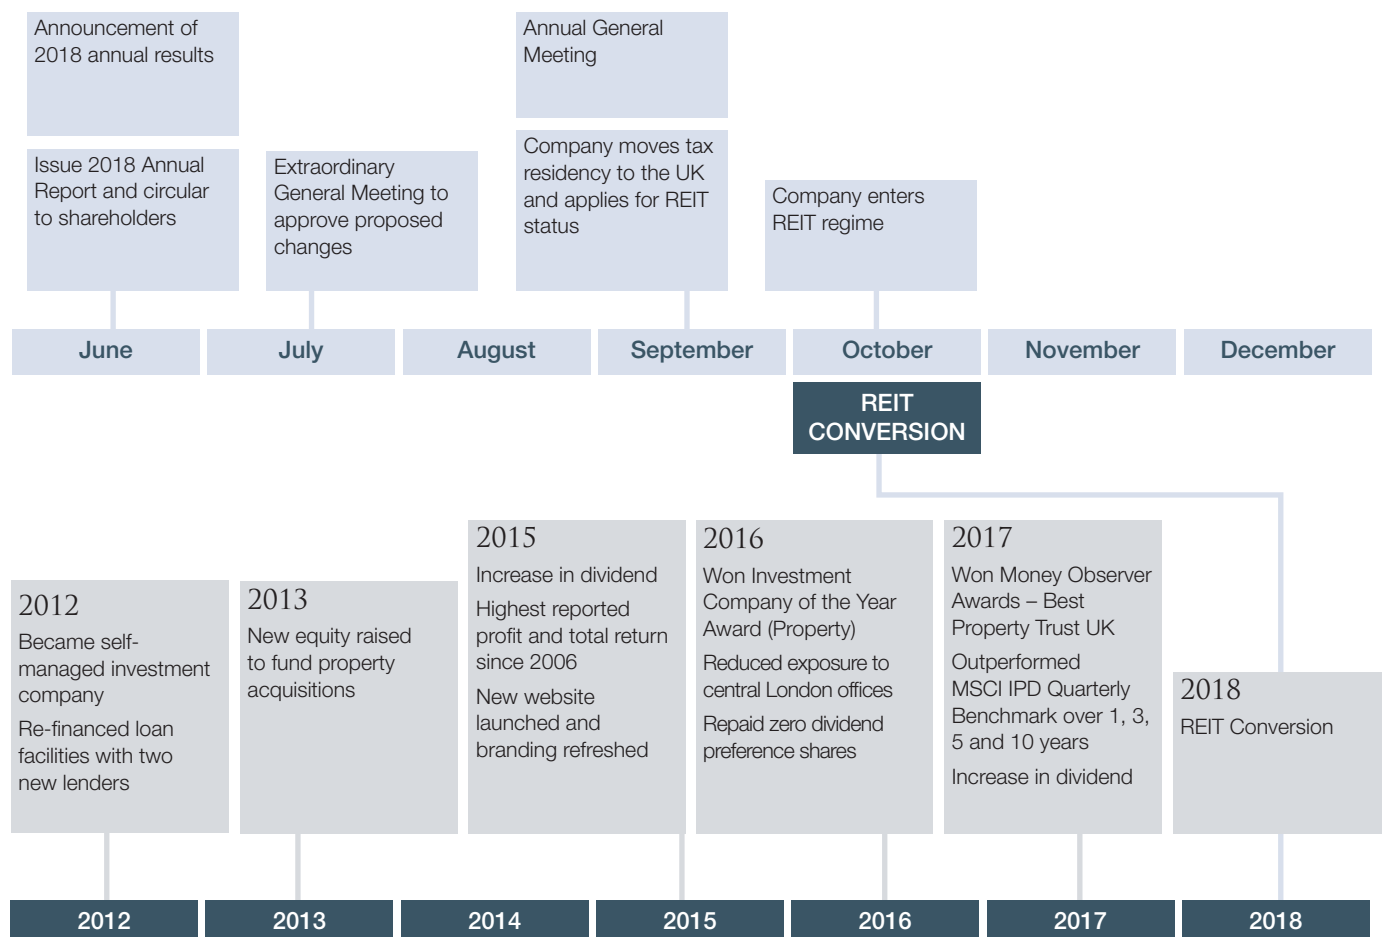 Announcement of
2018 annual results
Issue 2018 Annual
Report and circular
to shareholders
Extraordinary
General Meeting to
approve proposed
changes
Annual General
Meeting
Company moves tax
residency to the UK
and applies for REIT
status
Company enters
REIT regime
June
July
August
September
October
November
December
REIT
CONVERSION
2012
Became self-
managed investment
company
Re-financed loan
facilities with two
new lenders
2013
New equity raised
to fund property
acquisitions
2015
Increase in dividend
Highest reported
profit and total return
since 2006
New website
launched and
branding refreshed
2016
Won Investment
Company of the Year
Award (Property)
Reduced exposure to
central London offices
Repaid zero dividend
preference shares
2017
Won Money Observer
Awards – Best
Property Trust UK
Outperformed
MSCI IPD Quarterly
Benchmark over 1, 3,
5 and 10 years
Increase in dividend
2018
REIT Conversion
2012
2013
2014
2015
2016
2017
2018